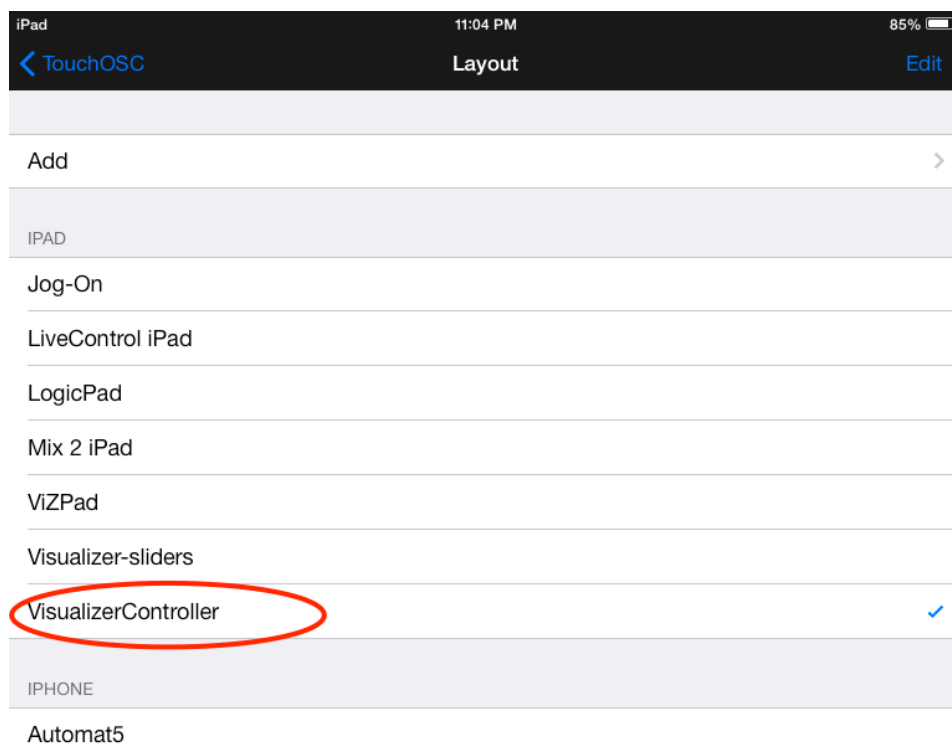 iPad 11:04 PM 85%
TouchOSC Layout Edit
Add
IPAD
Jog-On
LiveControl iPad
LogicPad
Mix 2 iPad
ViZPad
Visualizer-sliders
VisualizerController
IPHONE
Automat5